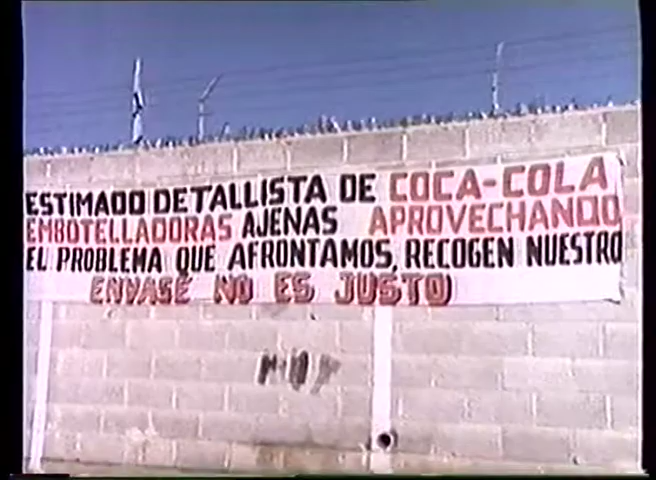 ESTIMADO DETALLISTA DE COCA-COLA
EMBOTELLADORAS AJENAS APROVECHANDO
EL PROBLEMA QUE AFRONTAMOS, RECOGEN NUESTRO
ENVASE NO ES JUSTO